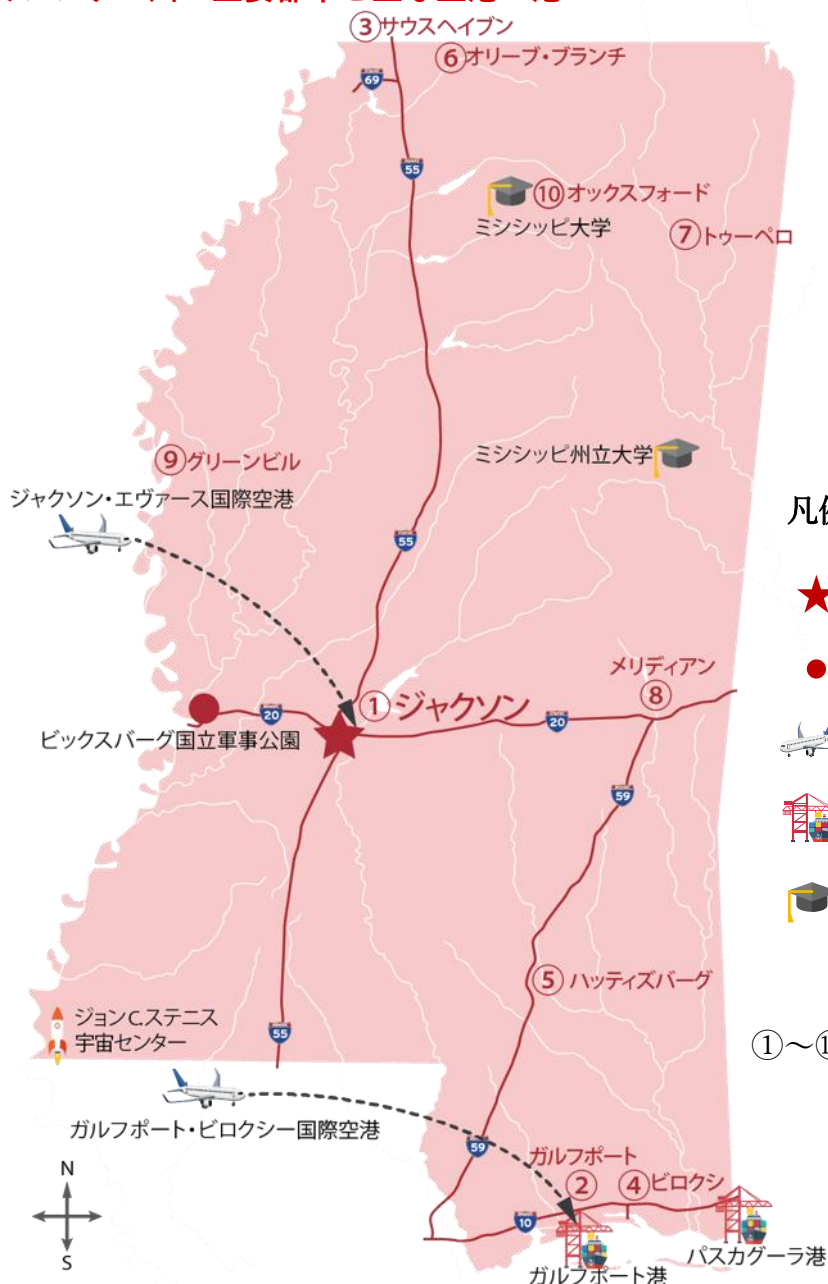 ③サウスヘイブン
⑥オリーブ・ブランチ
69
55
⑩オックスフォード
ミシシッピ大学
⑦トゥーペロ
ミシシッピ州立大学
⑨グリーンビル
ジャクソン・エヴァース国際空港
55
凡
メリディアン
⑧
①ジャクソン
20
20
ビックスバーグ国立軍事公園
59
⑤ハッティズバーグ
ジョンC.ステニス
宇宙センター
55
①～
ガルフポート・ビロクシー国際空港
59
ガルフポート
②
④ビロクシ
10
N
S
パスカグーラ港
ガルフポート港